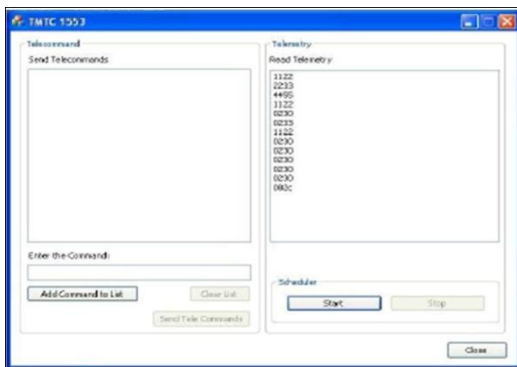 TMTC 1553
Telecommand
Send Telecommands
Enter the Command:
Add Command to List
Clear List
Send Tele Commands
Telemetry
Read Telemetry
1122
2233
4455
1122
0230
0233
1122
0230
0230
0230
0230
0230
082c
Scheduler
Start
Stop
Close